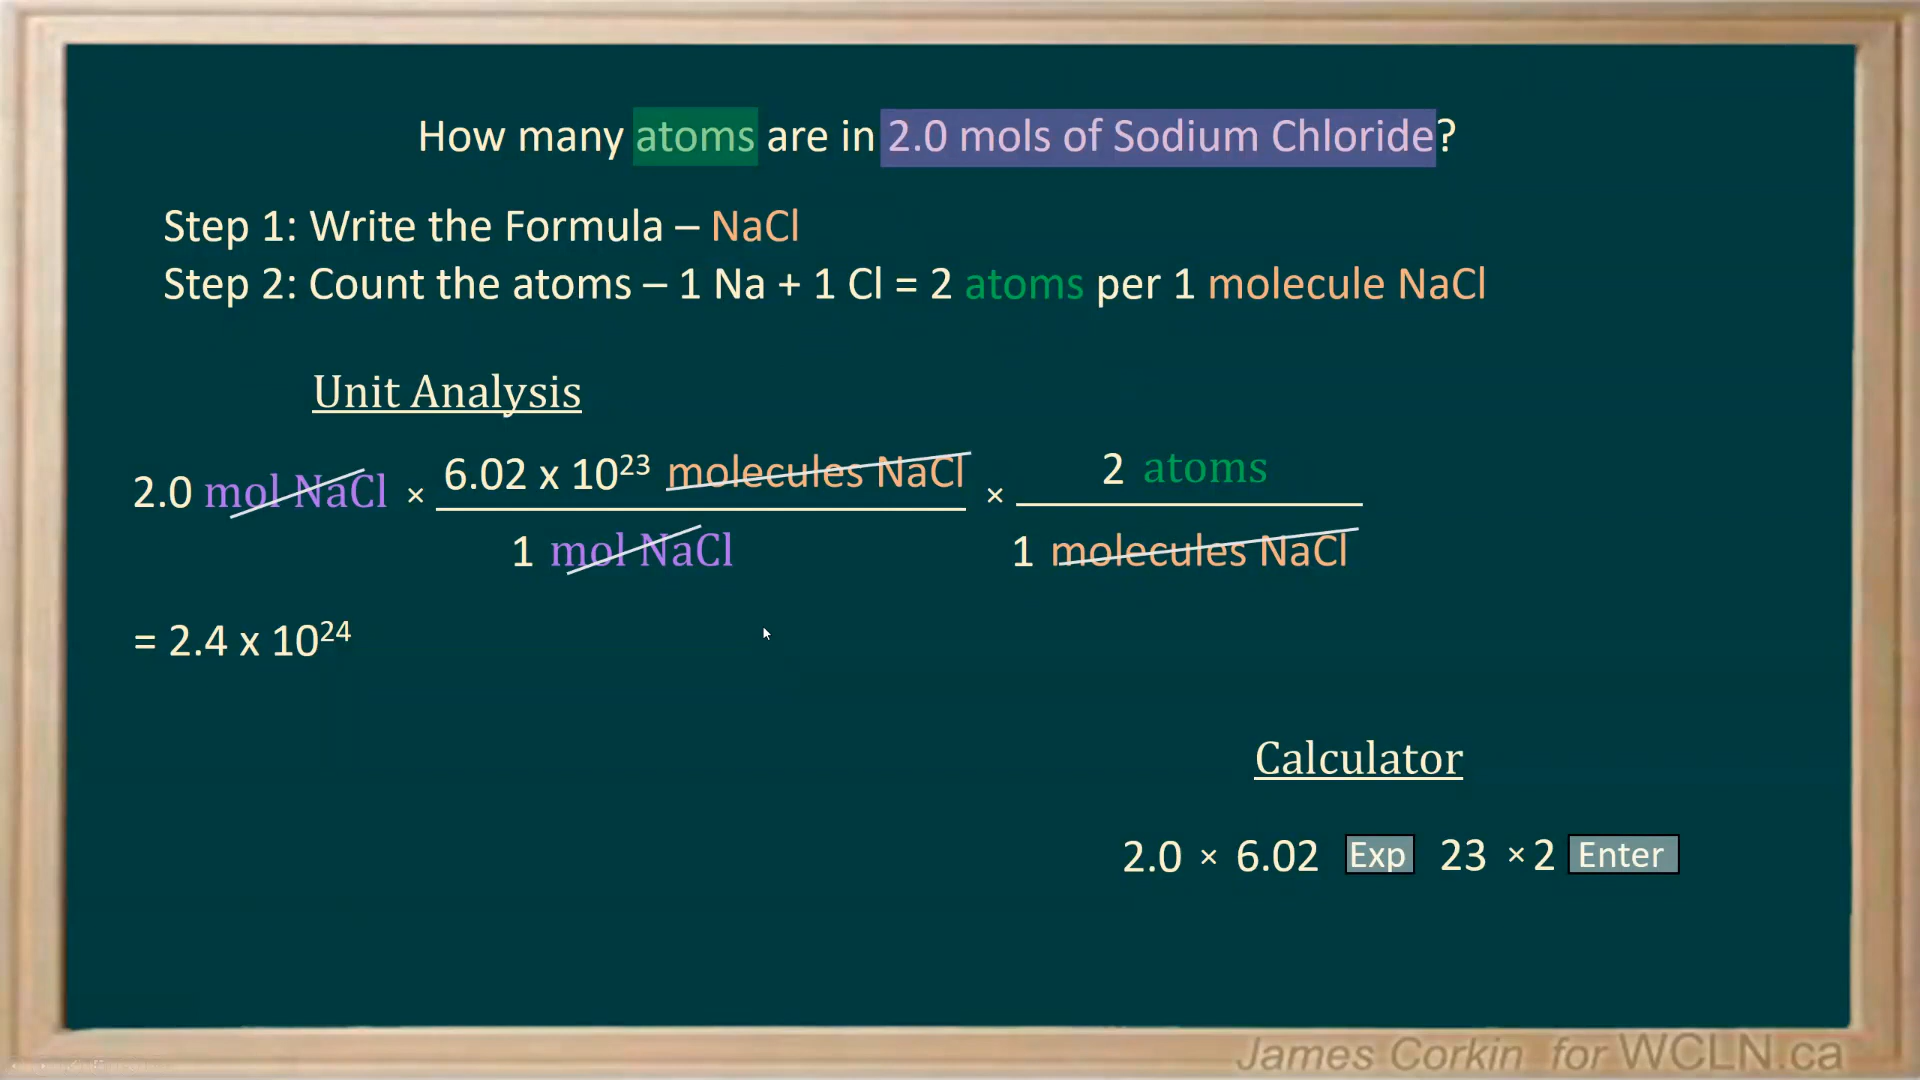 How many atoms are in 2.0 mols of Sodium Chloride?
Step 1: Write the Formula – NaCl
Step 2: Count the atoms – 1 Na + 1 Cl = 2 atoms per 1 molecule NaCl
Unit Analysis
2.0 mol NaCl × 6.02 x 10²³ molecules NaCl × 2 atoms
1 mol NaCl 1 molecules NaCl
= 2.4 x 10²⁴
Calculator
2.0 × 6.02 Exp 23 ×2 Enter
James Corkin for WCLN.ca